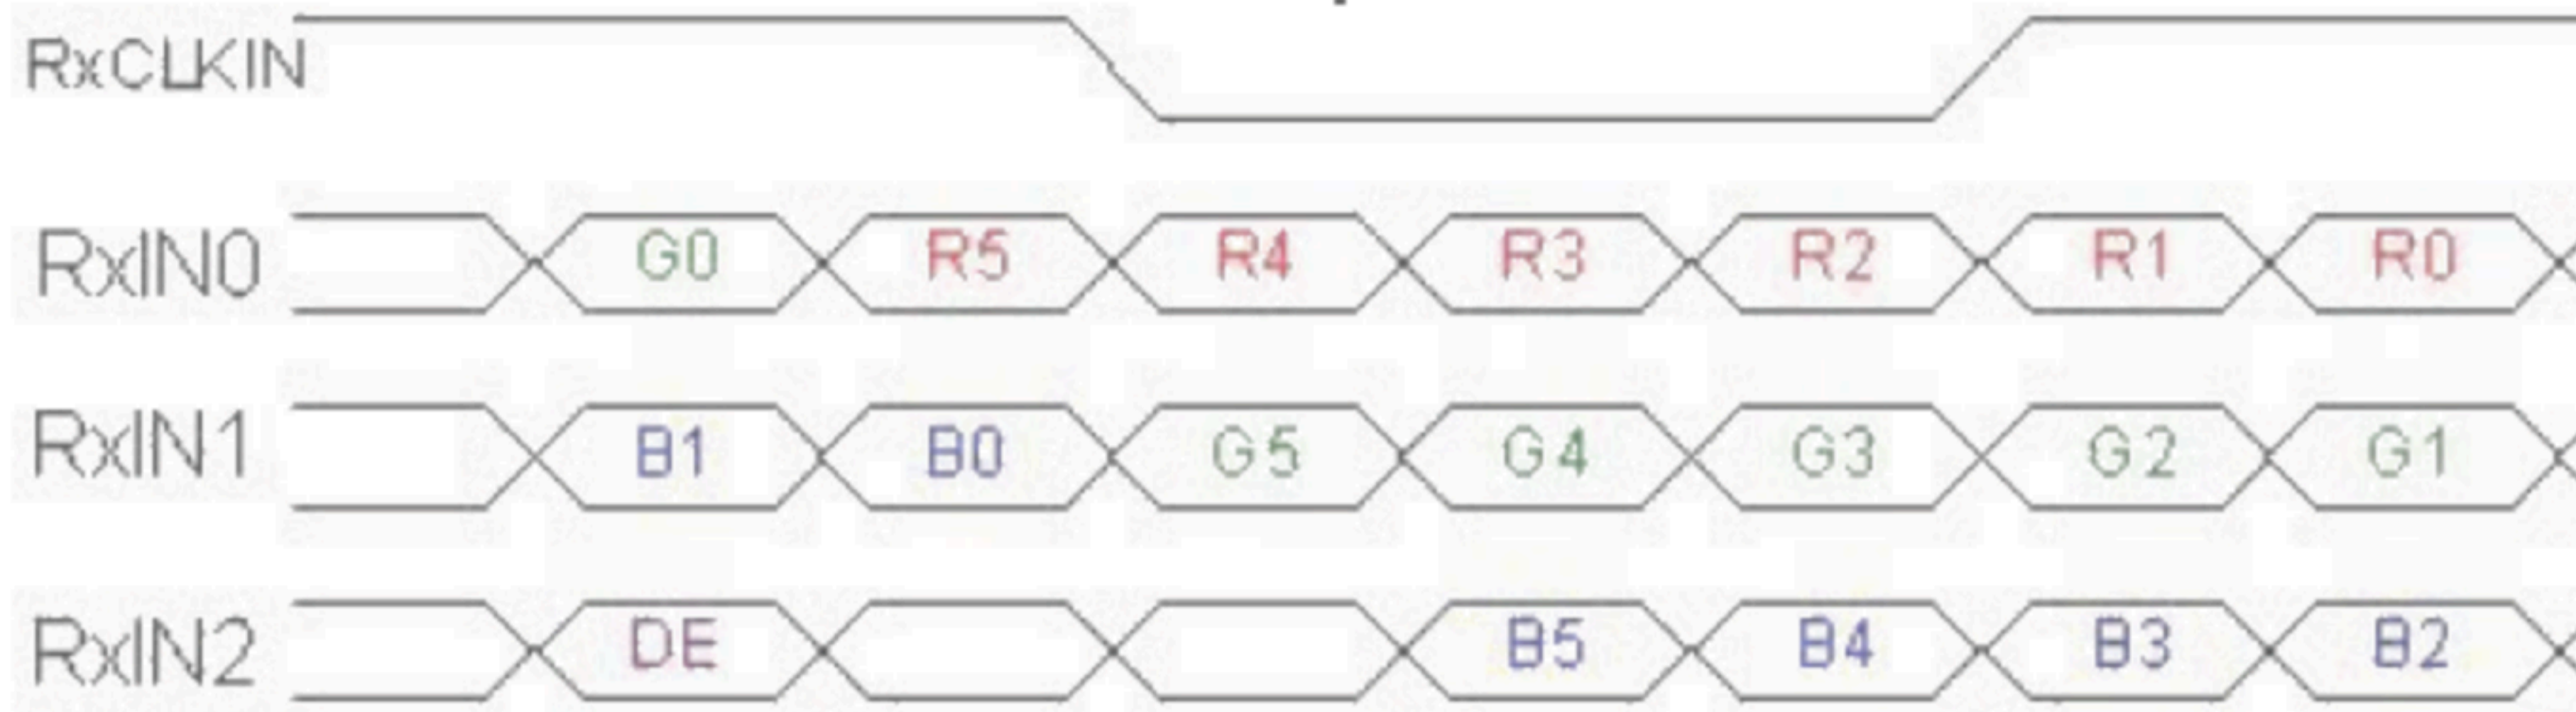 RxCLKIN
RxIN0 G0 R5 R4 R3 R2 R1 R0
RxIN1 B1 B0 G5 G4 G3 G2 G1
RxIN2 DE B5 B4 B3 B2